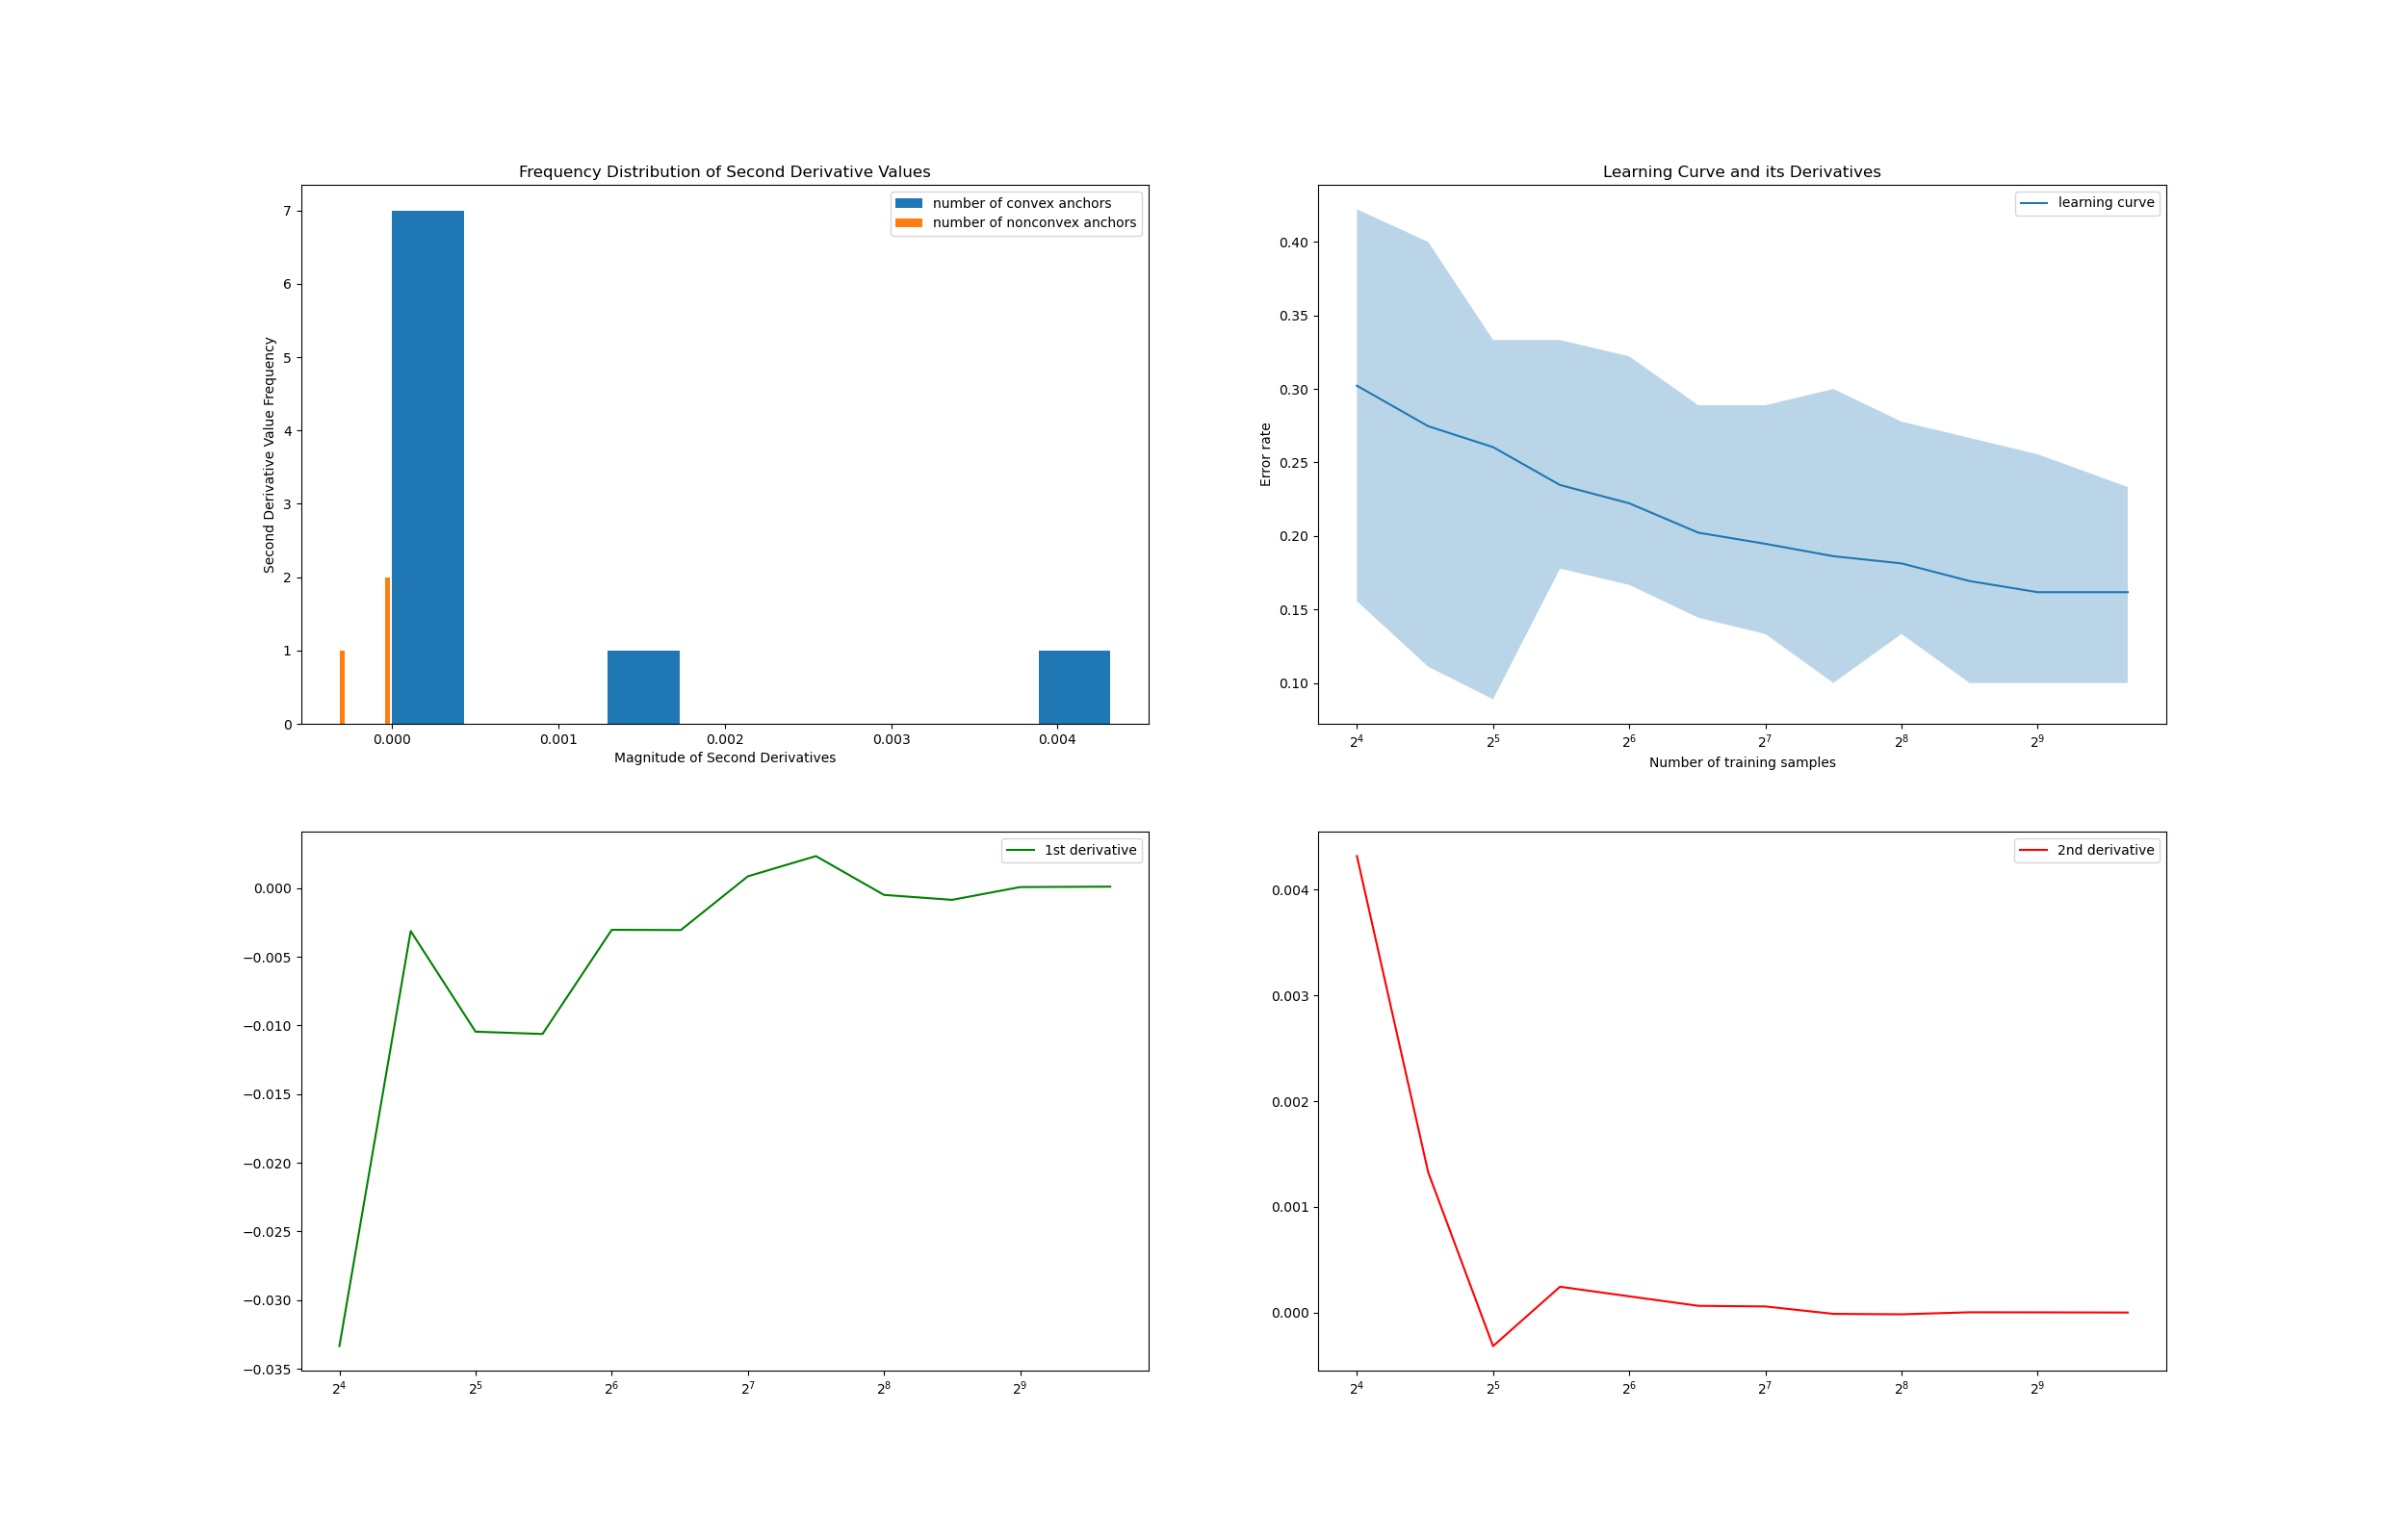 Frequency Distribution of Second Derivative Values
number of convex anchors
number of nonconvex anchors
7
6
5
4
3
2
1
0
Second Derivative Value Frequency
0.000 0.001 0.002 0.003 0.004
Magnitude of Second Derivatives
Learning Curve and its Derivatives
learning curve
0.40
0.35
0.30
0.25
0.20
0.15
0.10
Error rate
2⁴ 2⁵ 2⁶ 2⁷ 2⁸ 2⁹
Number of training samples
1st derivative
0.000
−0.005
−0.010
−0.015
−0.020
−0.025
−0.030
−0.035
2⁴ 2⁵ 2⁶ 2⁷ 2⁸ 2⁹
2nd derivative
0.004
0.003
0.002
0.001
0.000
2⁴ 2⁵ 2⁶ 2⁷ 2⁸ 2⁹